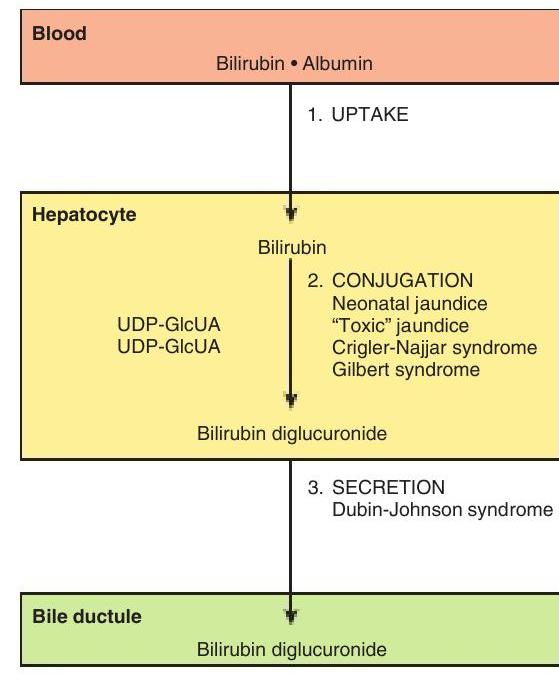 Blood
Bilirubin • Albumin
1. UPTAKE
Hepatocyte
Bilirubin
2. CONJUGATION
Neonatal jaundice
“Toxic” jaundice
Crigler-Najjar syndrome
Gilbert syndrome
UDP-GlcUA
UDP-GlcUA
Bilirubin diglucuronide
3. SECRETION
Dubin-Johnson syndrome
Bile ductule
Bilirubin diglucuronide